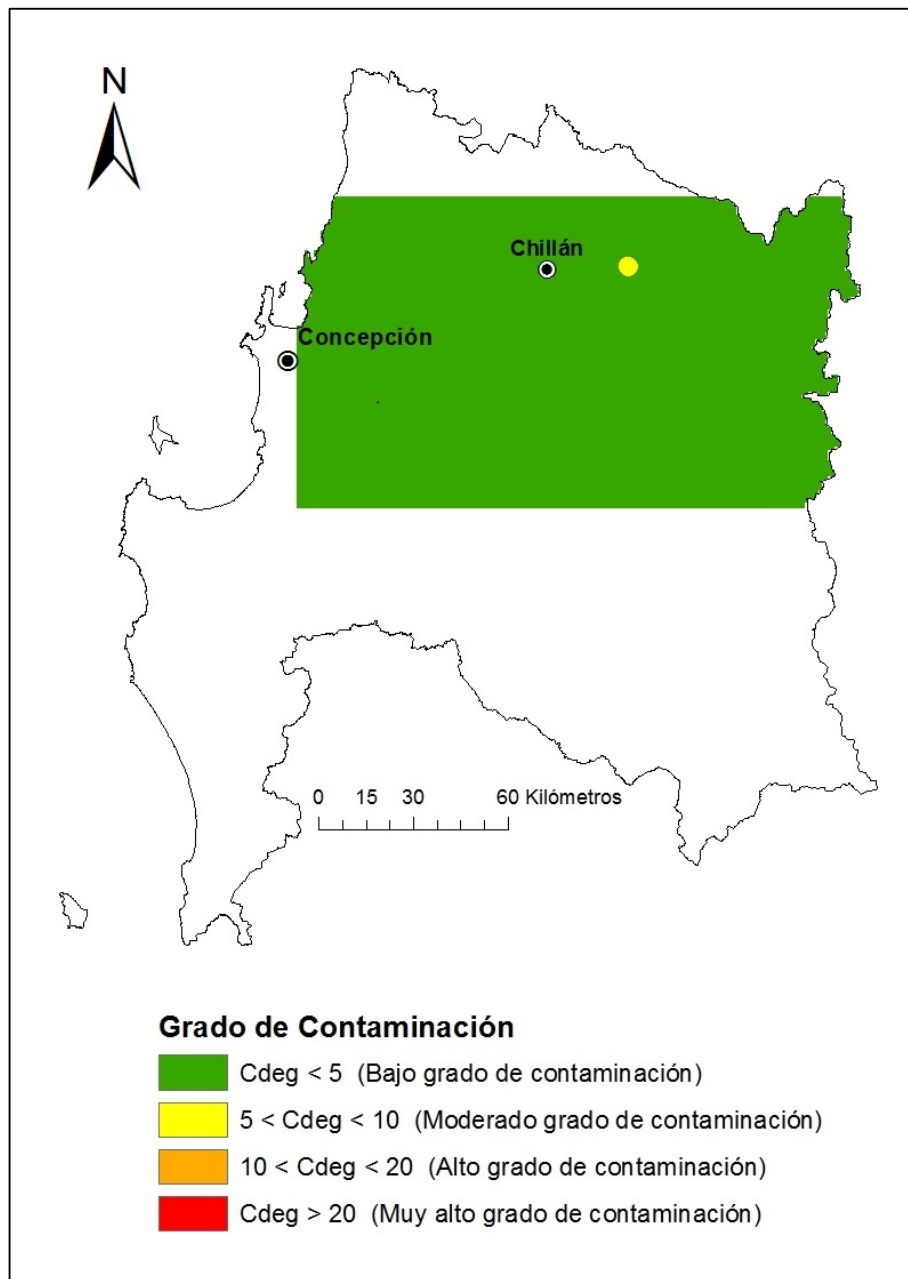 N
Chillán
Concepción
0 15 30 60 Kilómetros
Grado de Contaminación
Cdeg < 5 (Bajo grado de contaminación)
5 < Cdeg < 10 (Moderado grado de contaminación)
10 < Cdeg < 20 (Alto grado de contaminación)
Cdeg > 20 (Muy alto grado de contaminación)